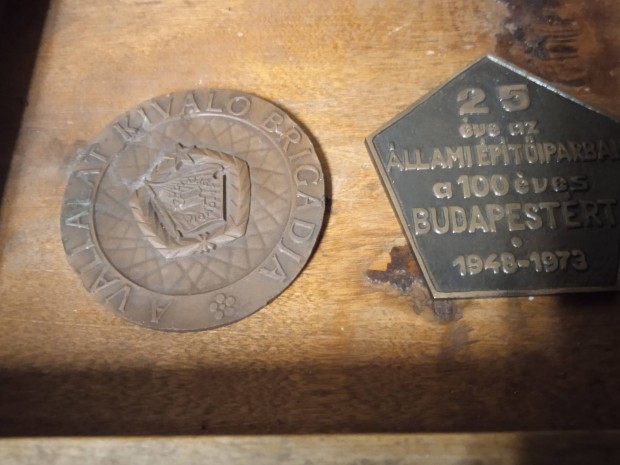 A VÁLLALAT KIVÁLÓ BRIGÁDJA
25
éve az
ÁLLAMI ÉPÍTŐIPARBAN
a 100 éves
BUDAPESTÉRT
1948-1973